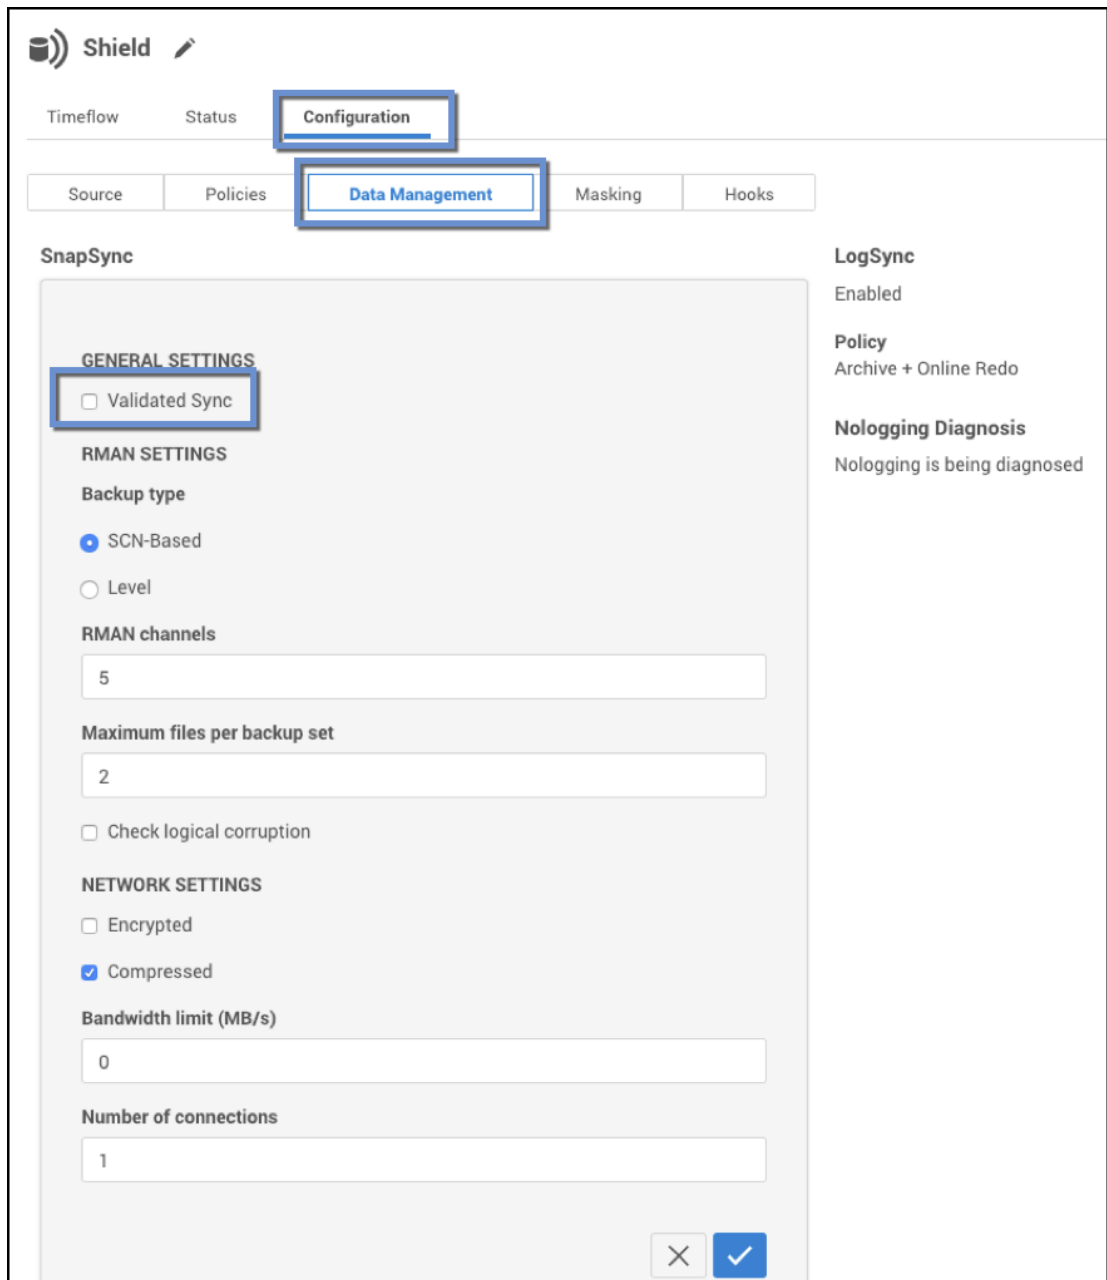 Shield
Timeflow Status Configuration
Source Policies Data Management Masking Hooks
SnapSync
GENERAL SETTINGS
Validated Sync
RMAN SETTINGS
Backup type
SCN-Based
Level
RMAN channels
5
Maximum files per backup set
2
Check logical corruption
NETWORK SETTINGS
Encrypted
Compressed
Bandwidth limit (MB/s)
0
Number of connections
1
LogSync
Enabled
Policy
Archive + Online Redo
Nologging Diagnosis
Nologging is being diagnosed